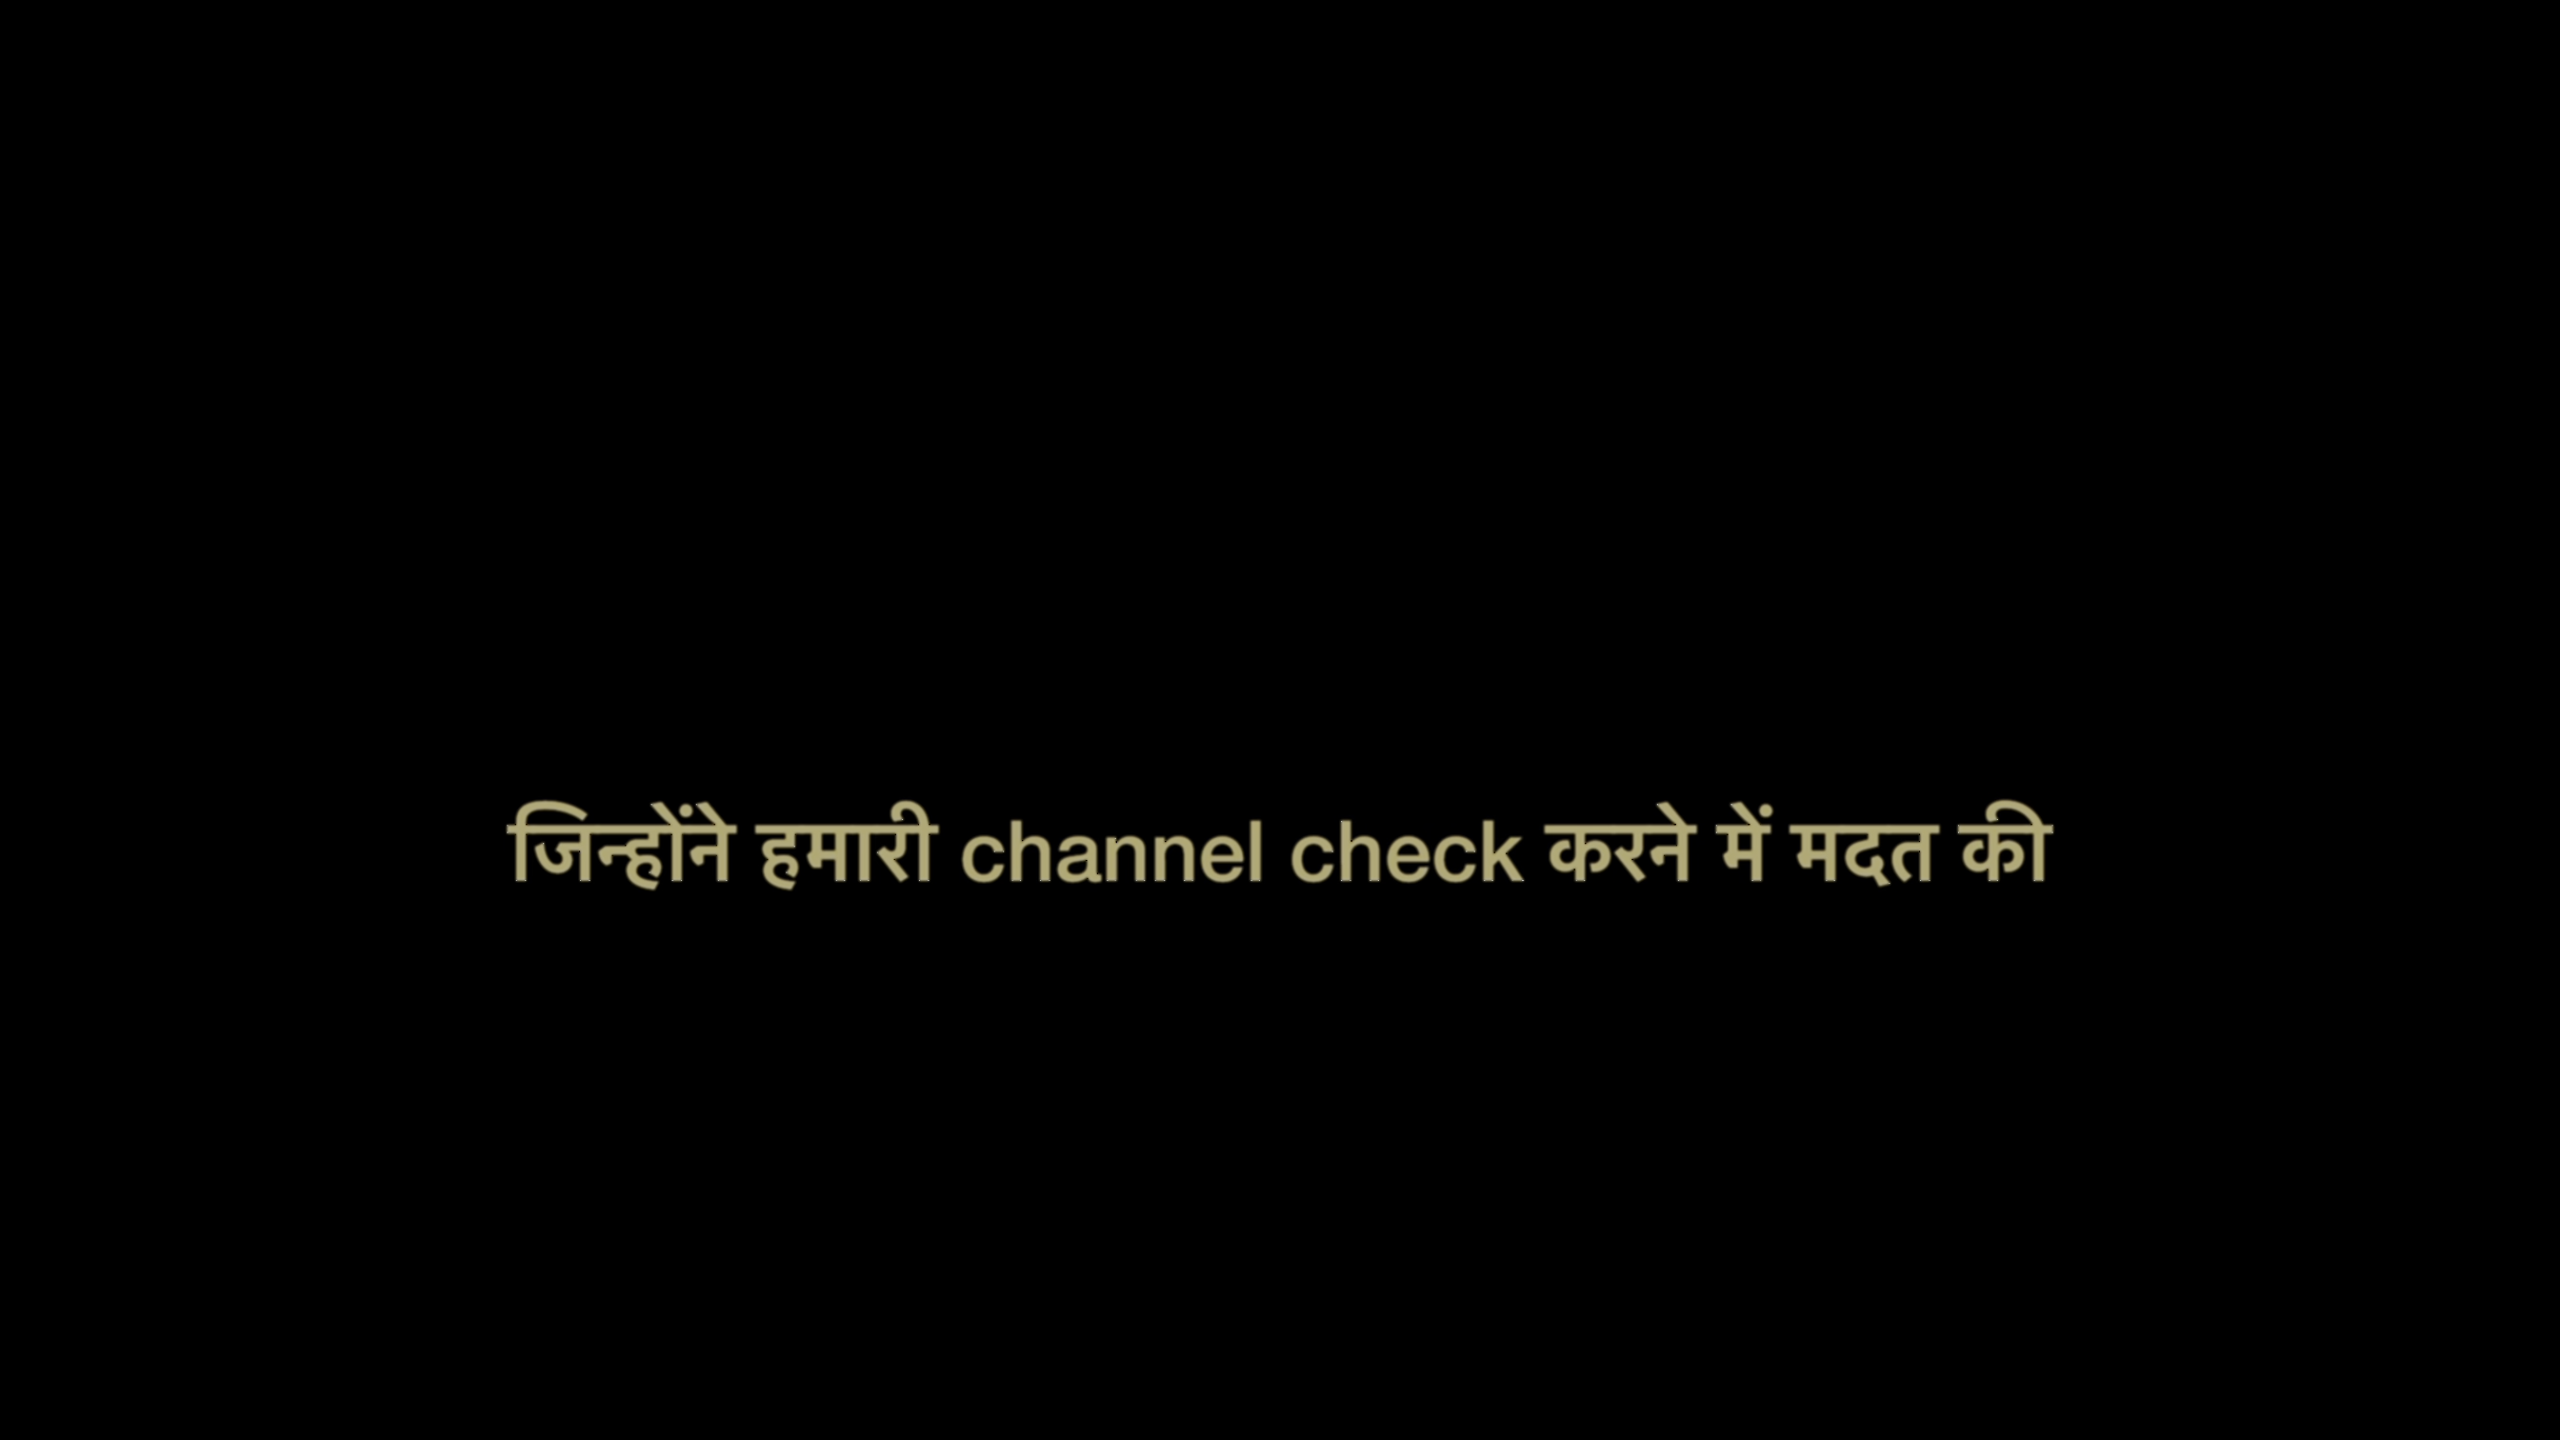 जिन्होंने हमारी channel check करने में मदत की